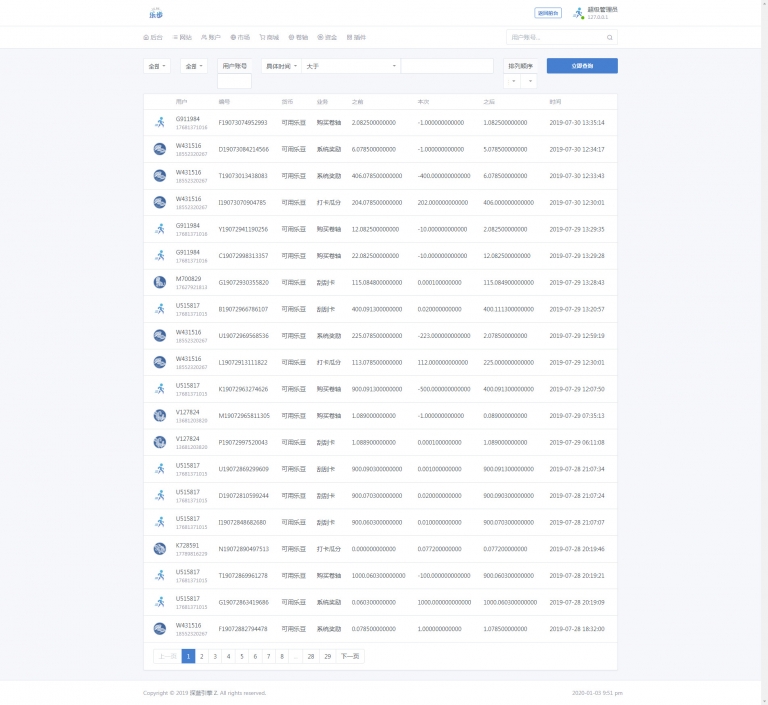 乐步
返回前台
超级管理员
127.0.0.1
后台 网站 账户 市场 商城 卷轴 资金 插件
用户账号...
全部 全部 用户账号 具体时间 大于 排列顺序 立即查询
用户 编号 货币 业务 之前 本次 之后 时间
G911984 F19073074952993 可用乐豆 购买卷轴 2.082500000000 -1.000000000000 1.082500000000 2019-07-30 13:35:14
17681371016
W431516 D19073084214566 可用乐豆 系统奖励 6.078500000000 -1.000000000000 5.078500000000 2019-07-30 12:34:17
W431516 T19073013438083 可用乐豆 系统奖励 406.078500000000 -400.000000000000 6.078500000000 2019-07-30 12:33:43
W431516 I19073070904785 可用乐豆 打卡瓜分 204.078500000000 202.000000000000 406.000000000000 2019-07-30 12:30:01
G911984 Y19072941190256 可用乐豆 购买卷轴 12.082500000000 -10.000000000000 2.082500000000 2019-07-29 13:29:35
17681371016
G911984 C19072998313357 可用乐豆 购买卷轴 22.082500000000 -10.000000000000 12.082500000000 2019-07-29 13:29:28
17681371016
M700829 G19072930355820 可用乐豆 刮刮卡 115.084800000000 0.000100000000 115.084900000000 2019-07-29 13:28:43
U515817 B19072966786107 可用乐豆 刮刮卡 400.091300000000 0.020000000000 400.111300000000 2019-07-29 13:20:57
17681371015
W431516 U19072969568536 可用乐豆 系统奖励 225.078500000000 -223.000000000000 2.078500000000 2019-07-29 12:59:19
W431516 L19072913111822 可用乐豆 打卡瓜分 113.078500000000 112.000000000000 225.000000000000 2019-07-29 12:30:01
U515817 K19072963274626 可用乐豆 购买卷轴 900.091300000000 -500.000000000000 400.091300000000 2019-07-29 12:07:50
17681371015
V127824 M19072965811305 可用乐豆 购买卷轴 1.089000000000 -1.000000000000 0.089000000000 2019-07-29 07:35:13
V127824 P19072997520043 可用乐豆 刮刮卡 1.088900000000 0.000100000000 1.089000000000 2019-07-29 06:11:08
U515817 U19072869299609 可用乐豆 刮刮卡 900.090300000000 0.001000000000 900.091300000000 2019-07-28 21:07:34
17681371015
U515817 D19072810599244 可用乐豆 刮刮卡 900.070300000000 0.020000000000 900.090300000000 2019-07-28 21:07:24
17681371015
U515817 I19072848682680 可用乐豆 刮刮卡 900.060300000000 0.010000000000 900.070300000000 2019-07-28 21:07:07
17681371015
K728591 N19072890497513 可用乐豆 打卡瓜分 0.000000000000 0.077200000000 0.077200000000 2019-07-28 20:19:46
U515817 T19072869961278 可用乐豆 购买卷轴 1000.060300000000 -100.000000000000 900.060300000000 2019-07-28 20:19:21
17681371015
U515817 G19072863419686 可用乐豆 系统奖励 0.060300000000 1000.000000000000 1000.060300000000 2019-07-28 20:19:09
17681371015
W431516 F19072882794478 可用乐豆 系统奖励 0.078500000000 1.000000000000 1.078500000000 2019-07-28 18:32:00
上一页 1 2 3 4 5 6 7 8 ... 28 29 下一页
Copyright © 2019 All rights reserved. 2020-01-03 9:51 pm